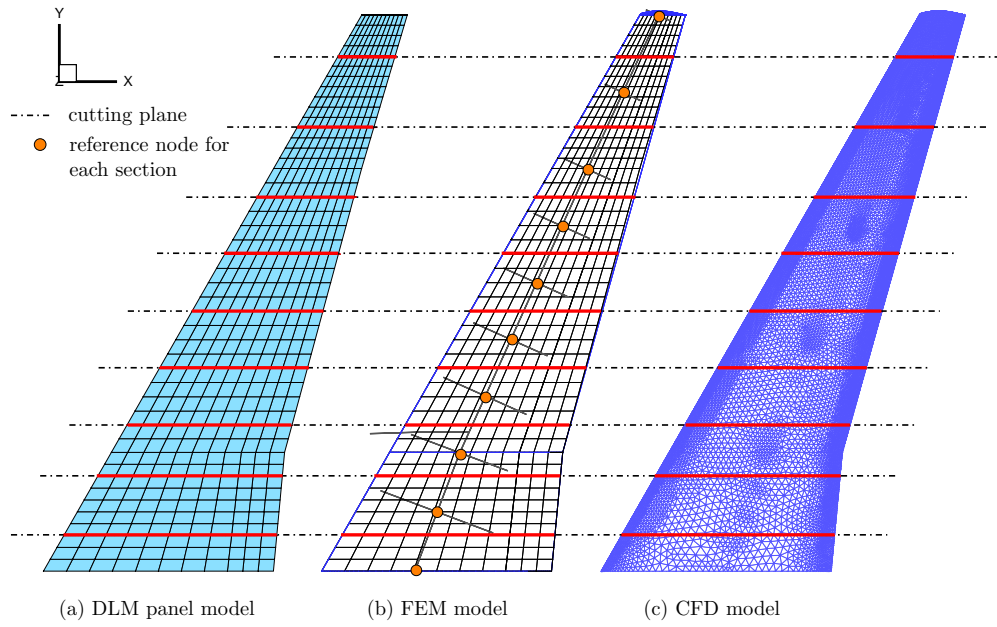 Y
Z
X
cutting plane
reference node for
each section
(a) DLM panel model
(b) FEM model
(c) CFD model